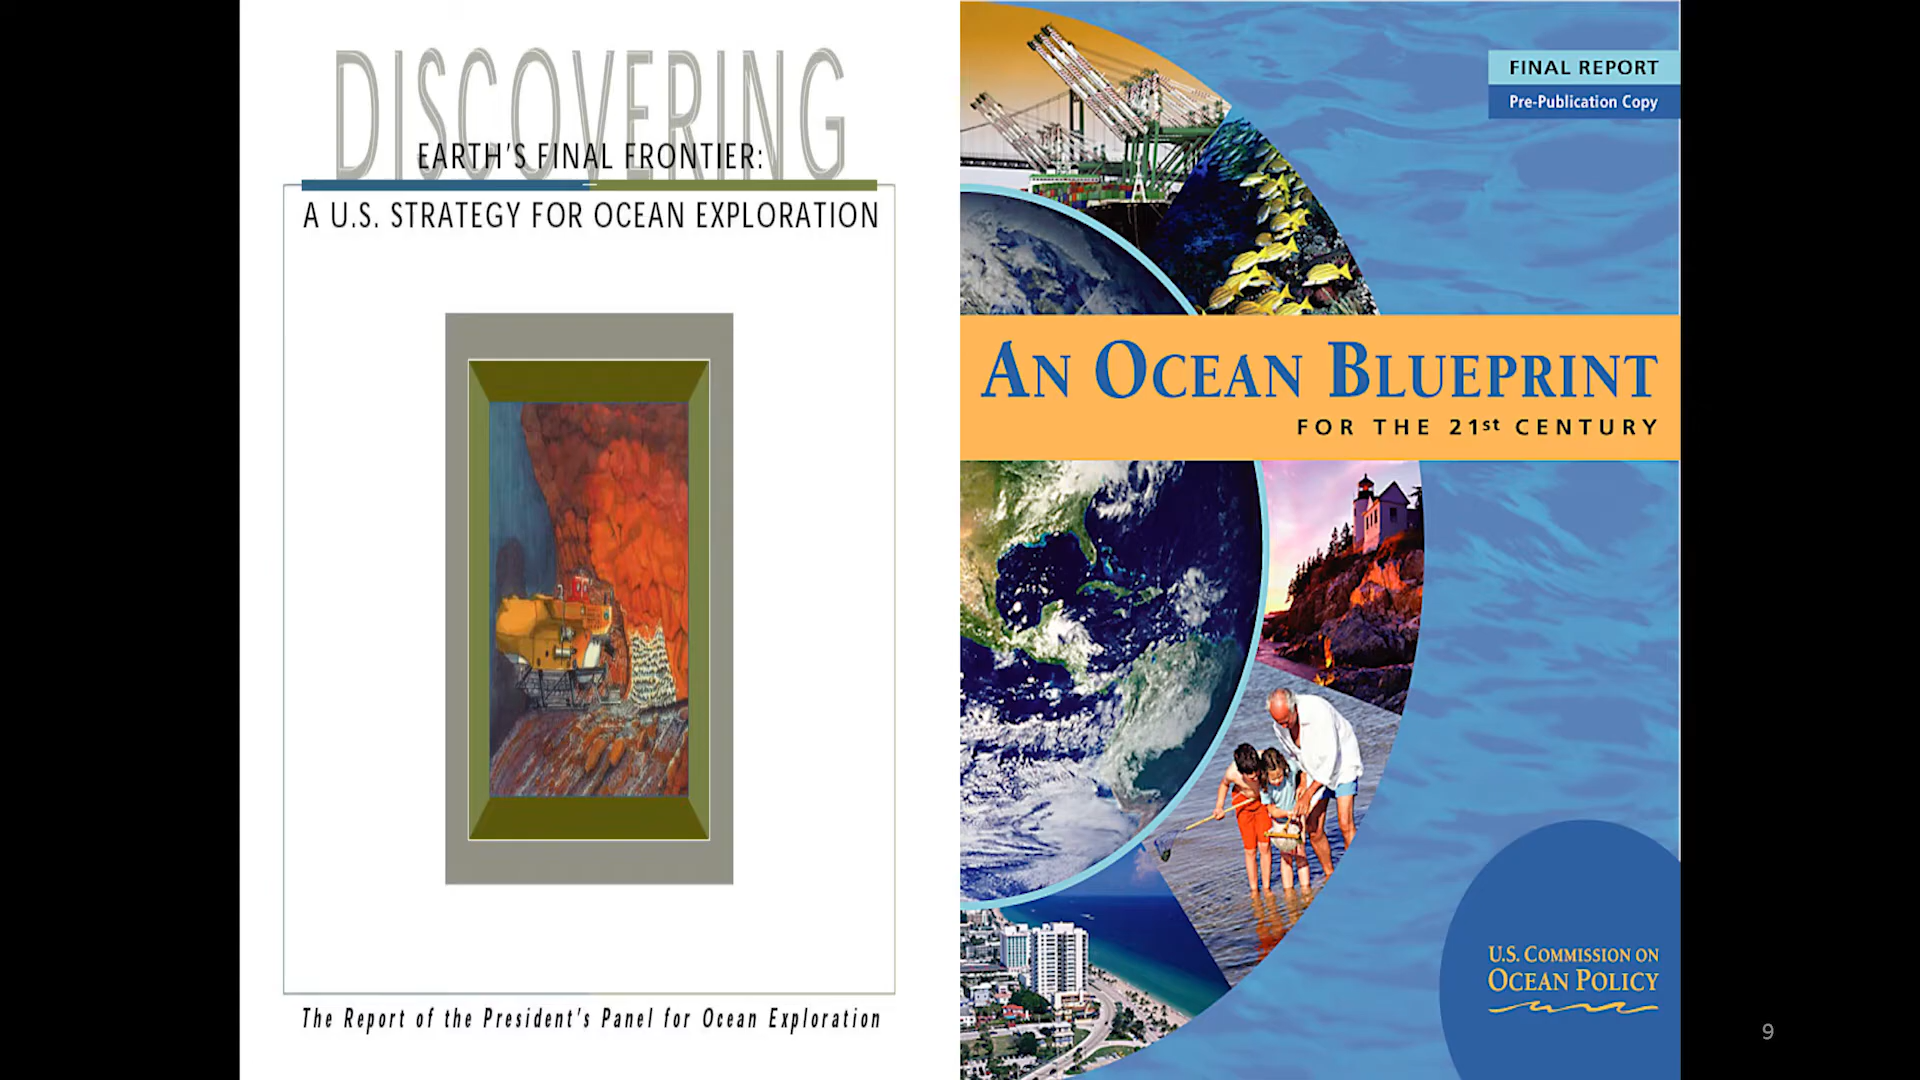 DISCOVERING
EARTH'S FINAL FRONTIER:
A U.S. STRATEGY FOR OCEAN EXPLORATION
The Report of the President's Panel for Ocean Exploration
FINAL REPORT
Pre-Publication Copy
AN OCEAN BLUEPRINT
FOR THE 21st CENTURY
U.S. COMMISSION ON
OCEAN POLICY
9